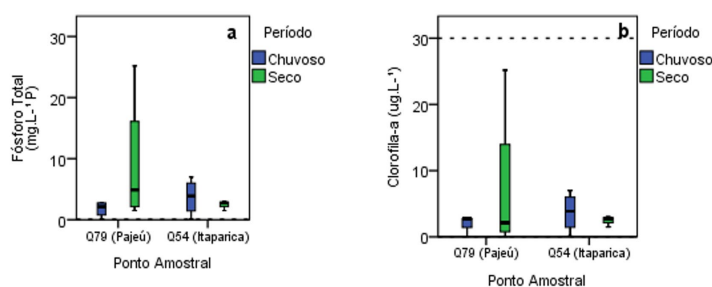 a
Período
Chuvoso
Seco
Fósforo Total
(mg.L-¹P)
30
20
10
0
Q79 (Pajeú) Q54 (Itaparica)
Ponto Amostral
b
Período
Chuvoso
Seco
Clorofila-a (ug.L-¹)
30
20
10
0
Q79 (Pajeú) Q54 (Itaparica)
Ponto Amostral